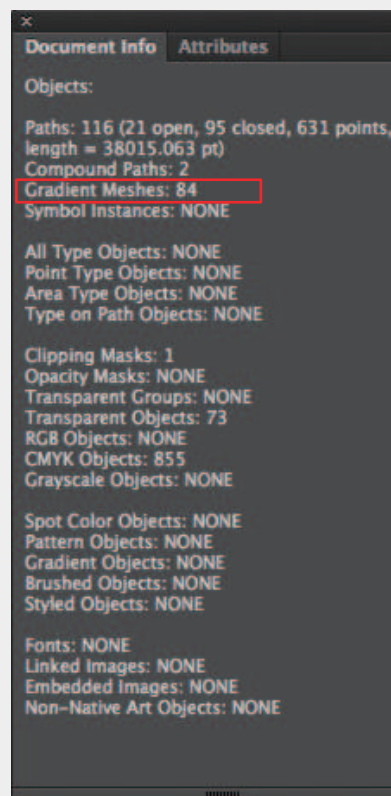 Document Info Attributes
Objects:
Paths: 116 (21 open, 95 closed, 631 points,
length = 38015.063 pt)
Compound Paths: 2
Gradient Meshes: 84
Symbol Instances: NONE
All Type Objects: NONE
Point Type Objects: NONE
Area Type Objects: NONE
Type on Path Objects: NONE
Clipping Masks: 1
Opacity Masks: NONE
Transparent Groups: NONE
Transparent Objects: 73
RGB Objects: NONE
CMYK Objects: 855
Grayscale Objects: NONE
Spot Color Objects: NONE
Pattern Objects: NONE
Gradient Objects: NONE
Brushed Objects: NONE
Styled Objects: NONE
Fonts: NONE
Linked Images: NONE
Embedded Images: NONE
Non-Native Art Objects: NONE